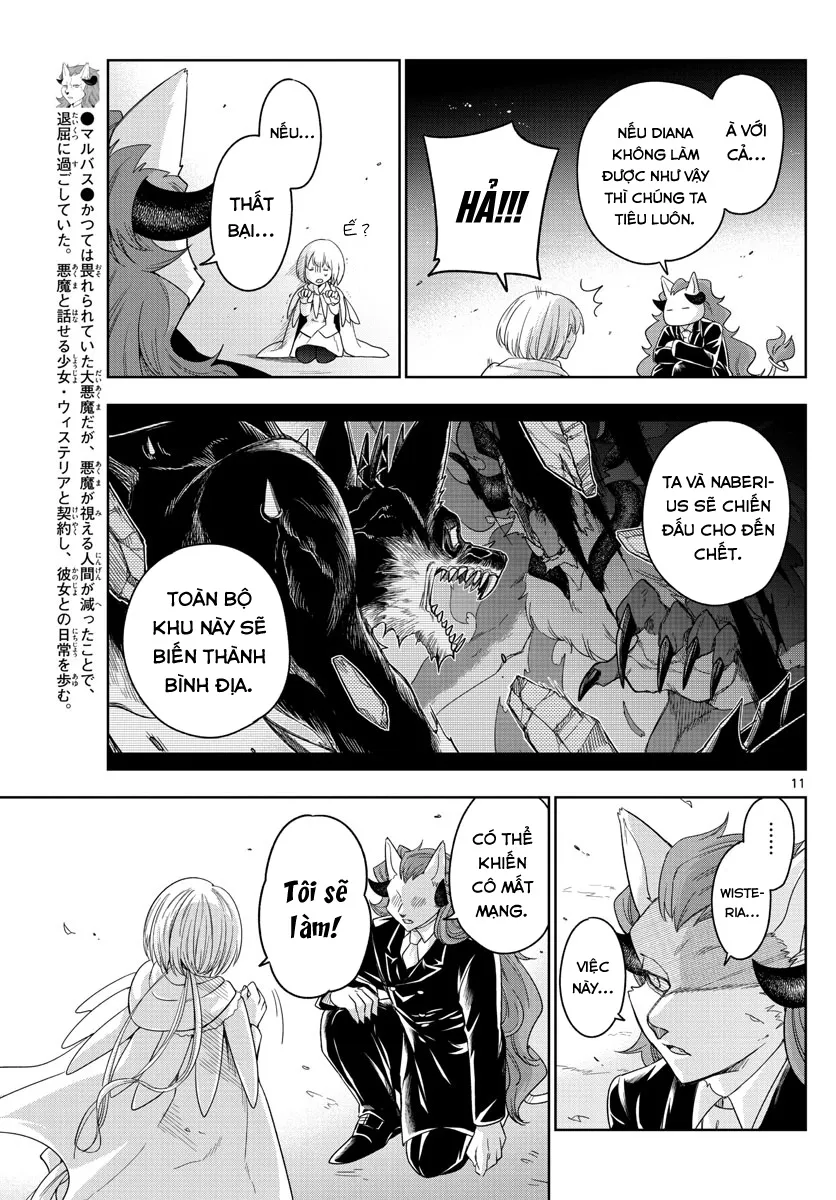 À VỚI
CẢ...
NẾU DIANA
KHÔNG LÀM
ĐƯỢC NHƯ VẬY
THÌ CHÚNG TA
TIÊU LUÔN.
HẢ!!!
NẾU...
THẤT
BẠI...
Ế?
●マルバス●かつては畏れられていた大悪魔だが、悪魔が視える人間が減ったことで、
退屈に過ごしていた。悪魔と話せる少女・ウィステリアと契約し、彼女との日常を歩む。
TA VÀ NABERI-
US SẼ CHIẾN
ĐẤU CHO ĐẾN
CHẾT.
TOÀN BỘ
KHU NÀY SẼ
BIẾN THÀNH
BÌNH ĐỊA.
11
......
WISTE-
RIA...
VIỆC
NÀY...
CÓ THỂ
KHIẾN
CÔ MẤT
MẠNG.
Tôi sẽ
làm!